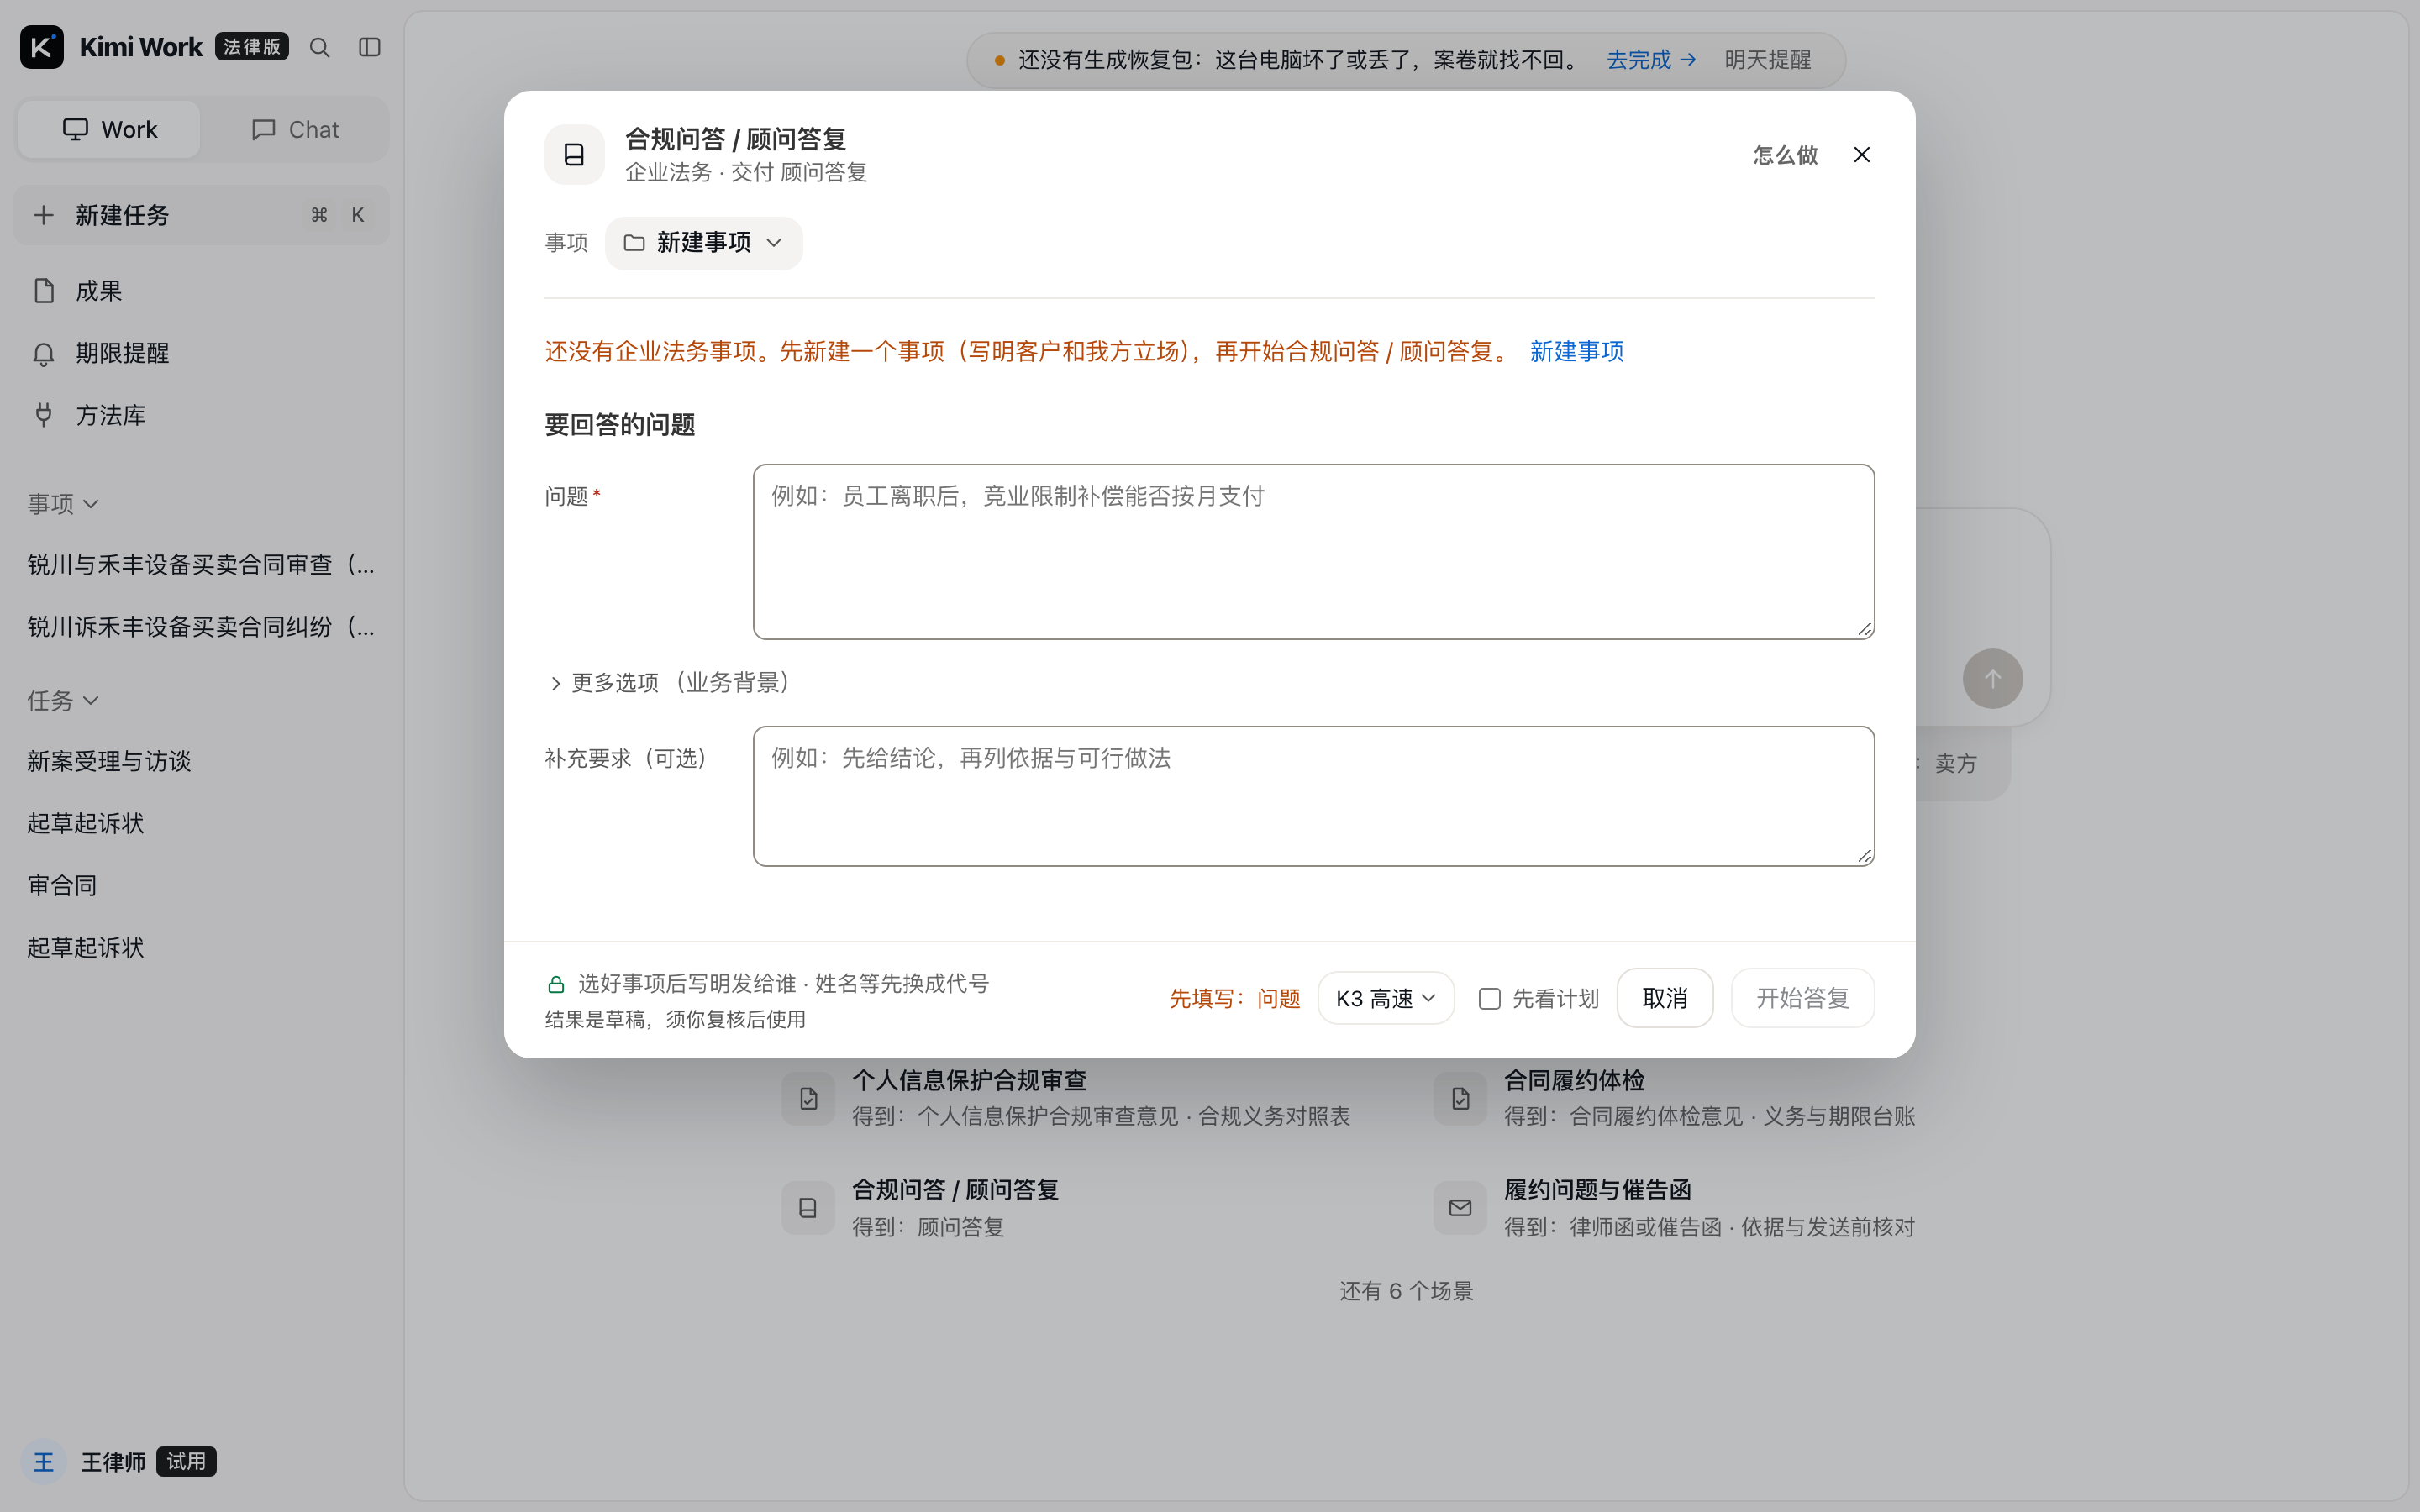 Kimi Work 法律版
Work
Chat
新建任务 ⌘ K
成果
期限提醒
方法库
事项
锐川与禾丰设备买卖合同审查（...
锐川诉禾丰设备买卖合同纠纷（...
任务
新案受理与访谈
起草起诉状
审合同
起草起诉状
王 王律师 试用
还没有生成恢复包：这台电脑坏了或丢了，案卷就找不回。 去完成 → 明天提醒
合规问答 / 顾问答复
企业法务 · 交付 顾问答复
怎么做
事项 新建事项
还没有企业法务事项。先新建一个事项（写明客户和我方立场），再开始合规问答 / 顾问答复。 新建事项
要回答的问题
问题 *
例如：员工离职后，竞业限制补偿能否按月支付
更多选项 （业务背景）
补充要求（可选）
例如：先给结论，再列依据与可行做法
选好事项后写明发给谁 · 姓名等先换成代号
结果是草稿，须你复核后使用
先填写：问题 K3 高速 先看计划 取消 开始答复
：卖方
个人信息保护合规审查
得到：个人信息保护合规审查意见 · 合规义务对照表
合同履约体检
得到：合同履约体检意见 · 义务与期限台账
合规问答 / 顾问答复
得到：顾问答复
履约问题与催告函
得到：律师函或催告函 · 依据与发送前核对
还有 6 个场景